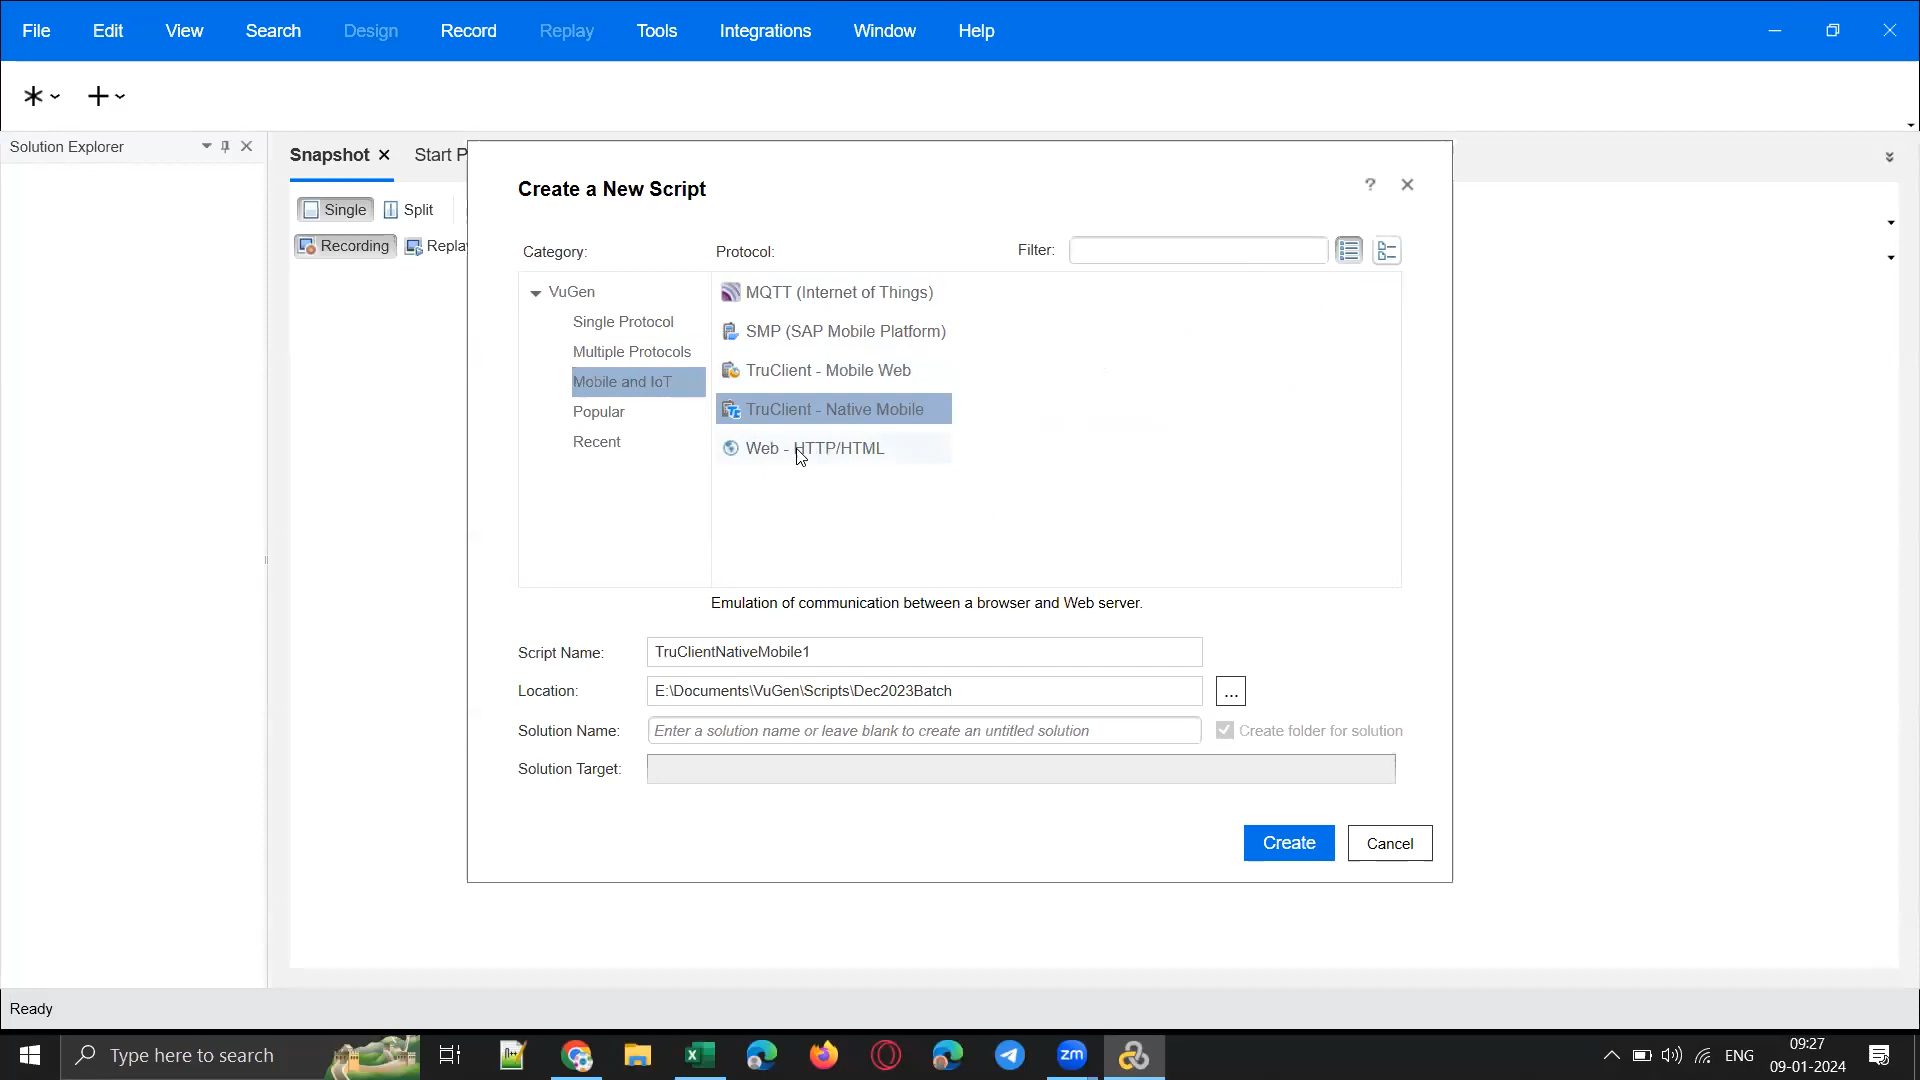 File Edit View Search Design Record Replay Tools Integrations Window Help
Solution Explorer
Snapshot Start P
Single Split
Recording Replay
Create a New Script
?
Category: Protocol: Filter:
VuGen
Single Protocol
Multiple Protocols
Mobile and IoT
Popular
Recent
MQTT (Internet of Things)
SMP (SAP Mobile Platform)
TruClient - Mobile Web
TruClient - Native Mobile
Web - HTTP/HTML
Emulation of communication between a browser and Web server.
Script Name: TruClientNativeMobile1
Location: E:\Documents\VuGen\Scripts\Dec2023Batch ...
Solution Name: Enter a solution name or leave blank to create an untitled solution Create folder for solution
Solution Target:
Create Cancel
Ready
Type here to search zm ENG
09:27
09-01-2024